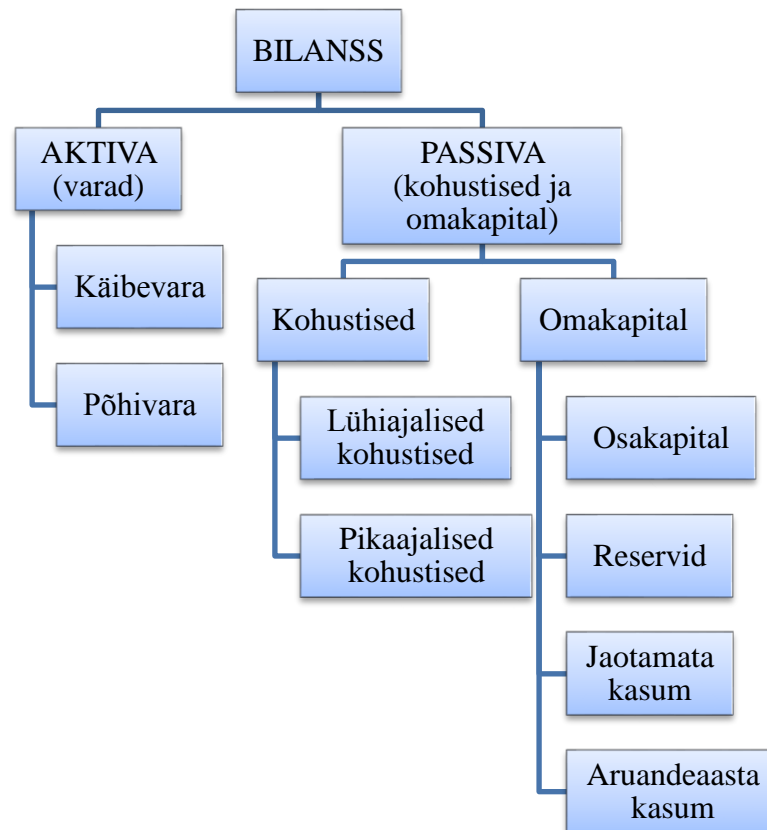 BILANSS
AKTIVA
(varad)
PASSIVA
(kohustised ja
omakapital)
Käibevara
Põhivara
Kohustised
Omakapital
Lühiajalised
kohustised
Pikaajalised
kohustised
Osakapital
Reservid
Jaotamata
kasum
Aruandeaasta
kasum